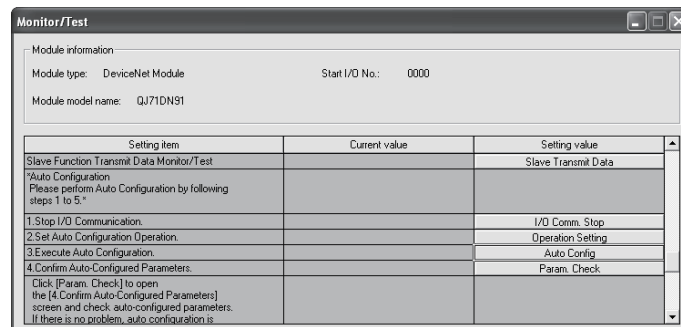 Monitor/Test
Module information
Module type: DeviceNet Module Start I/O No.: 0000
Module model name: QJ71DN91
Setting item Current value Setting value
Slave Function Transmit Data Monitor/Test Slave Transmit Data
*Auto Configuration
Please perform Auto Configuration by following
steps 1 to 5.*
1.Stop I/O Communication. I/O Comm. Stop
2.Set Auto Configuration Operation. Operation Setting
3.Execute Auto Configuration. Auto Config
4.Confirm Auto-Configured Parameters. Param. Check
Click [Param. Check] to open
the [4.Confirm Auto-Configured Parameters]
screen and check auto-configured parameters.
If there is no problem, auto configuration is